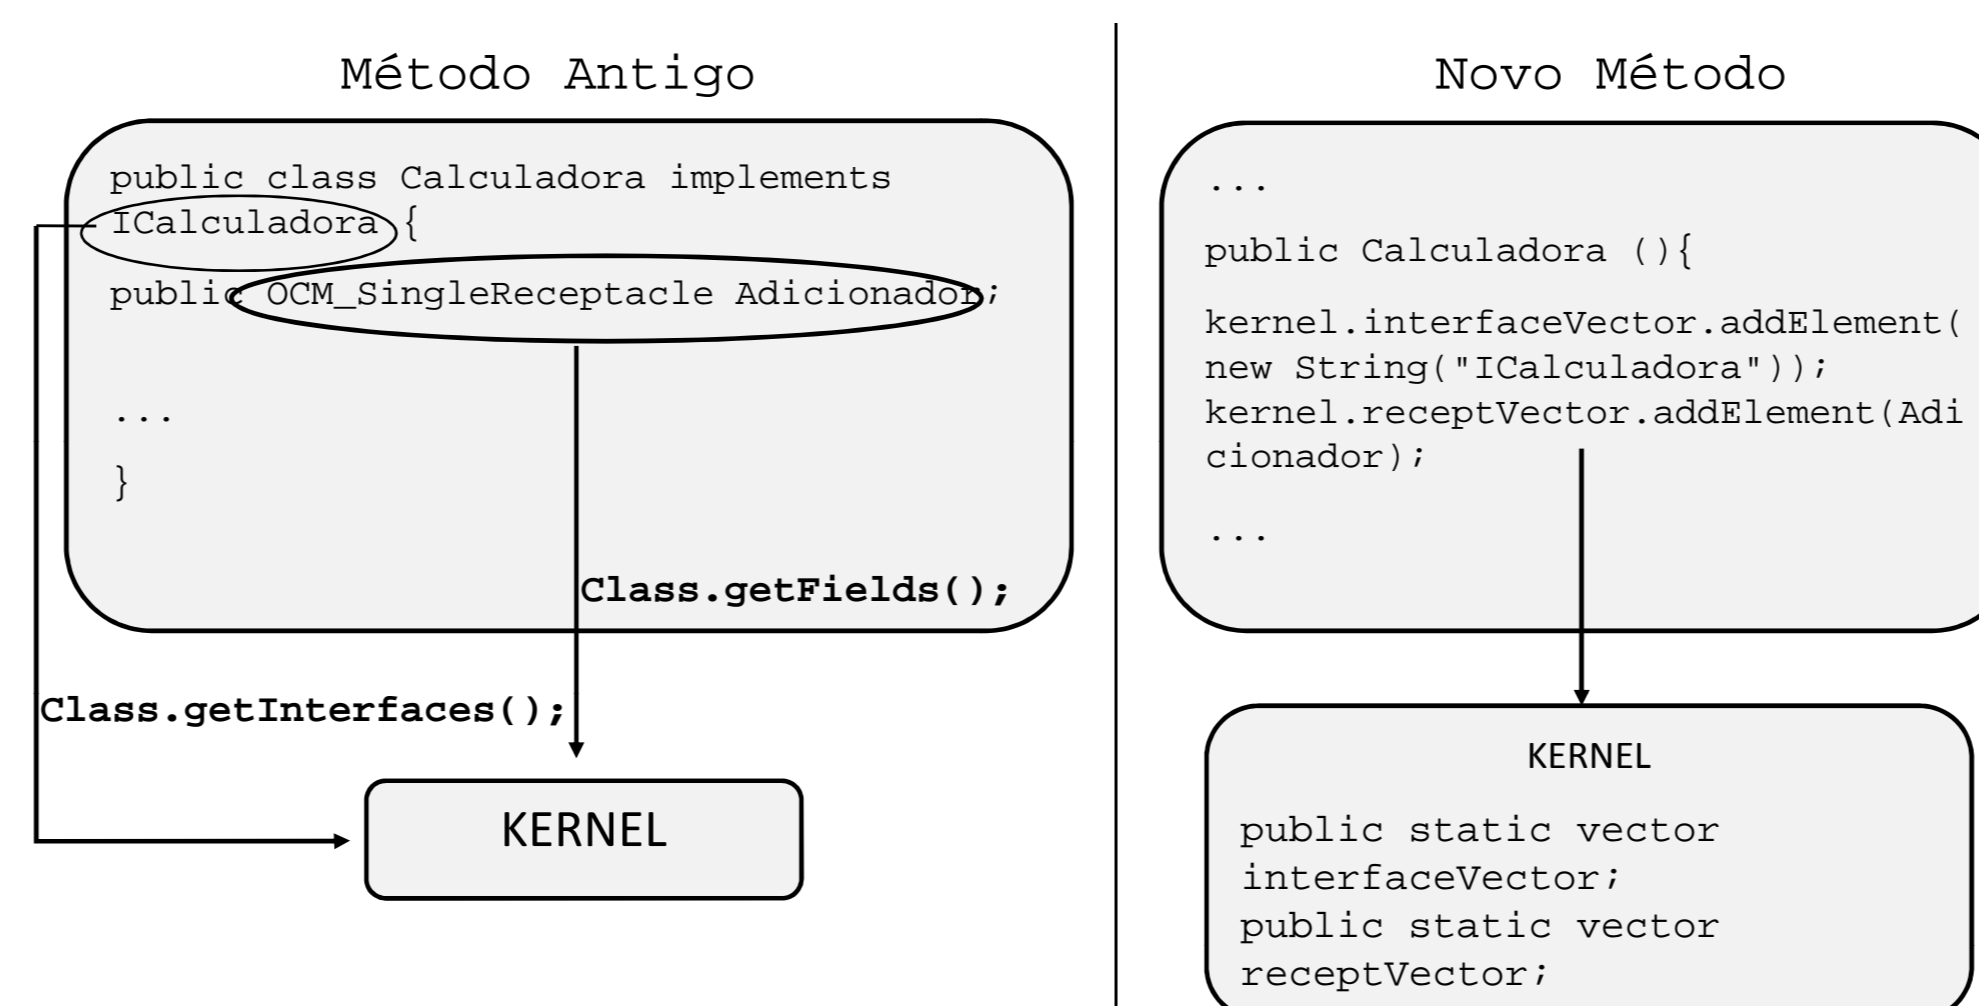 Método Antigo
public class Calculadora implements
ICalculadora {
public OCM_SingleReceptacle Adicionador;
...
}
Class.getFields();
Class.getInterfaces();
KERNEL
Novo Método
...
public Calculadora (){
kernel.interfaceVector.addElement(
new String("ICalculadora"));
kernel.receptVector.addElement(Adi
cionador);
...
KERNEL
public static vector
interfaceVector;
public static vector
receptVector;